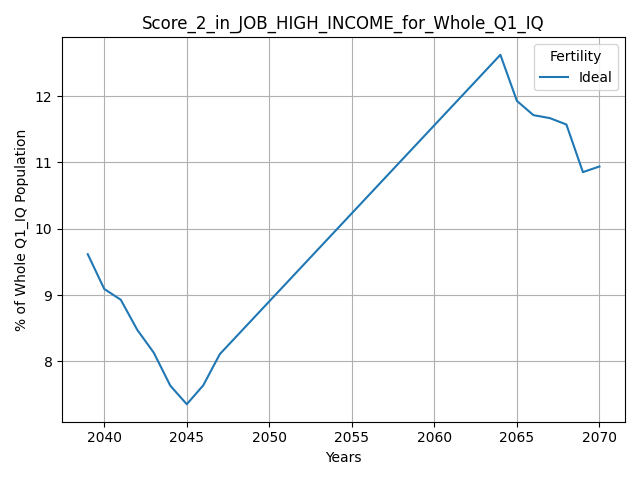 Score_2_in_JOB_HIGH_INCOME_for_Whole_Q1_IQ
Fertility
Ideal
% of Whole Q1_IQ Population
12
11
10
9
8
2040 2045 2050 2055 2060 2065 2070
Years